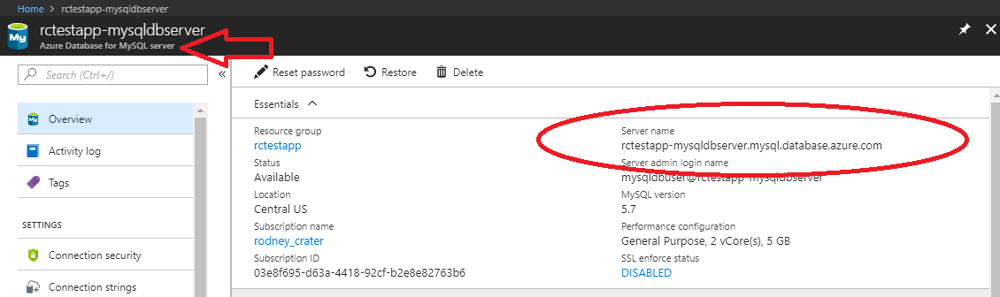 Home > rctestapp-mysqldbserver
rctestapp-mysqldbserver
Azure Database for MySQL server
My
Search (Ctrl+/)
«
My Overview
Activity log
Tags
SETTINGS
Connection security
Connection strings
Reset password Restore Delete
Essentials
Resource group
rctestapp
Status
Available
Location
Central US
Subscription name
rodney_crater
Subscription ID
03e8f695-d63a-4418-92cf-b2e8e82763b6
Server name
rctestapp-mysqldbserver.mysql.database.azure.com
Server admin login name
mysqldbuser@rctestapp-mysqldbserver
MySQL version
5.7
Performance configuration
General Purpose, 2 vCore(s), 5 GB
SSL enforce status
DISABLED